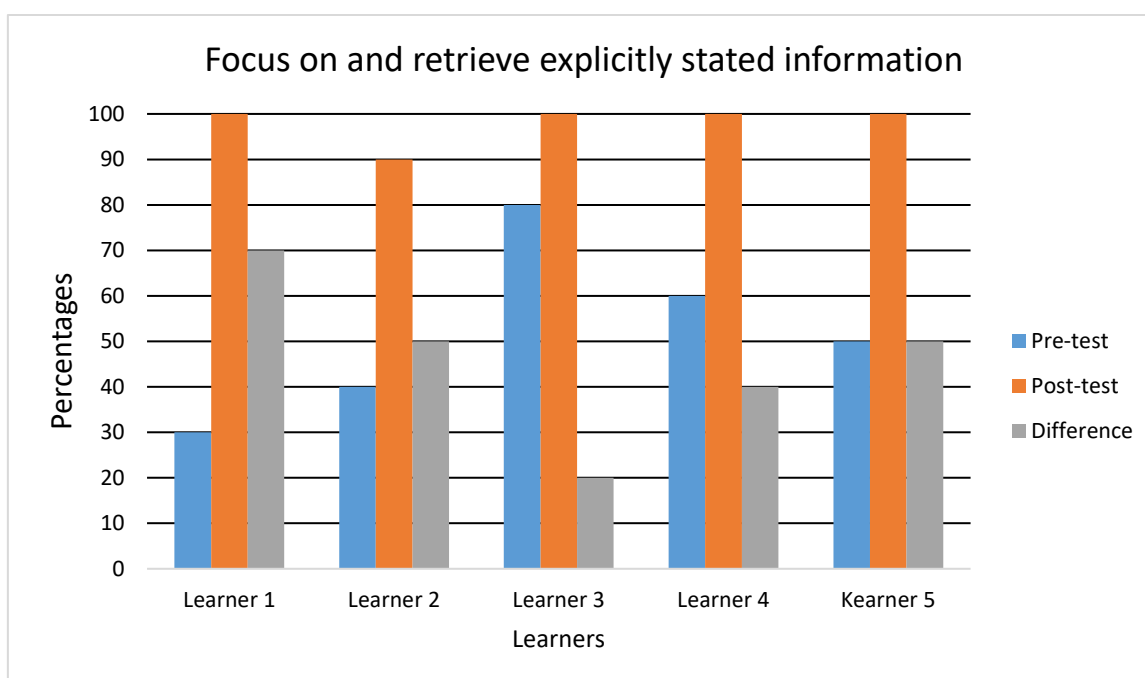 Focus on and retrieve explicitly stated information
100
90
80
70
60
50
40
30
20
10
0
Percentages
Learner 1
Learner 2
Learner 3
Learner 4
Kearner 5
Learners
Pre-test
Post-test
Difference